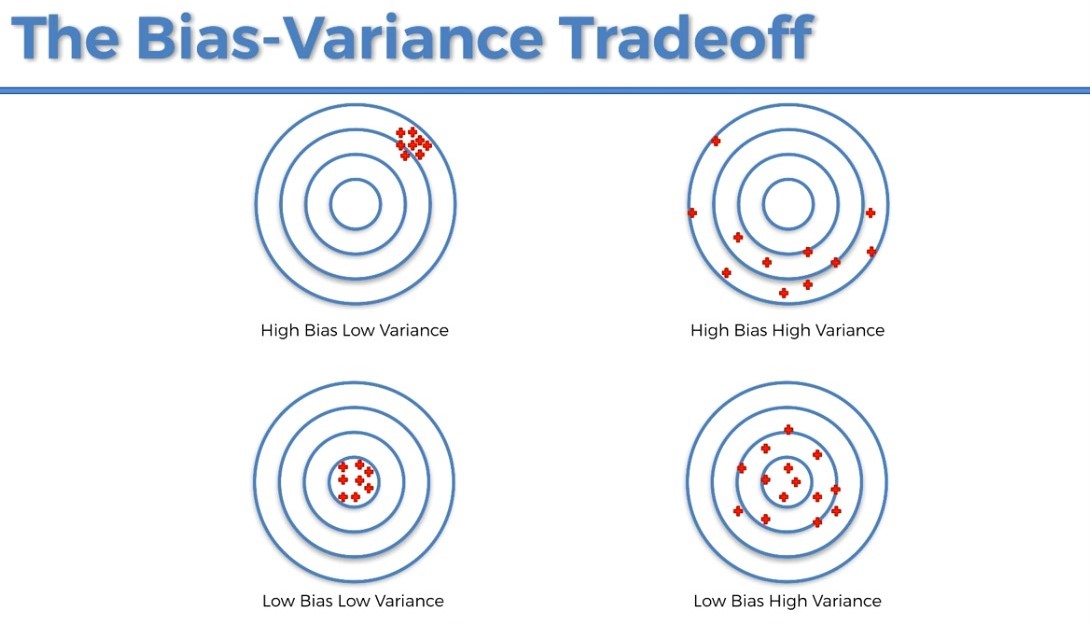 The Bias-Variance Tradeoff
High Bias Low Variance
High Bias High Variance
Low Bias Low Variance
Low Bias High Variance